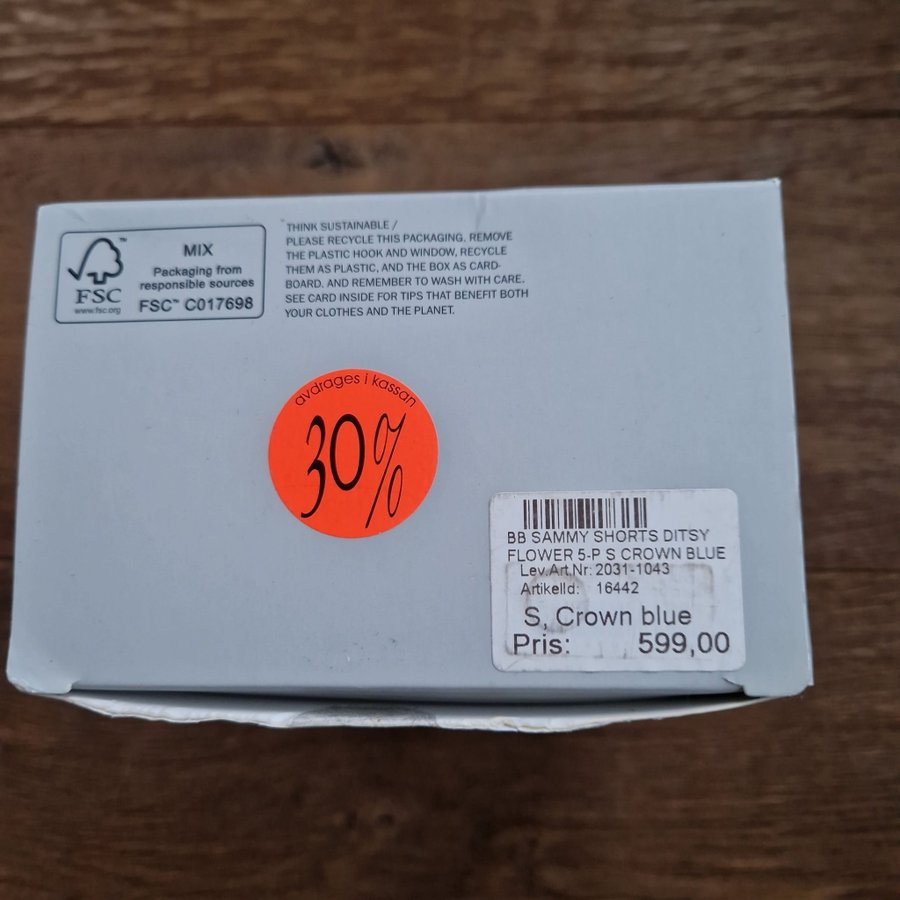 FSC
www.fsc.org
MIX
Packaging from
responsible sources
FSC™ C017698
THINK SUSTAINABLE /
PLEASE RECYCLE THIS PACKAGING. REMOVE
THE PLASTIC HOOK AND WINDOW, RECYCLE
THEM AS PLASTIC, AND THE BOX AS CARD-
BOARD. AND REMEMBER TO WASH WITH CARE.
SEE CARD INSIDE FOR TIPS THAT BENEFIT BOTH
YOUR CLOTHES AND THE PLANET.
avdrages i kassan
30%
BB SAMMY SHORTS DITSY
FLOWER 5-P S CROWN BLUE
Lev.Art.Nr: 2031-1043
ArtikelId: 16442
S, Crown blue
Pris: 599,00